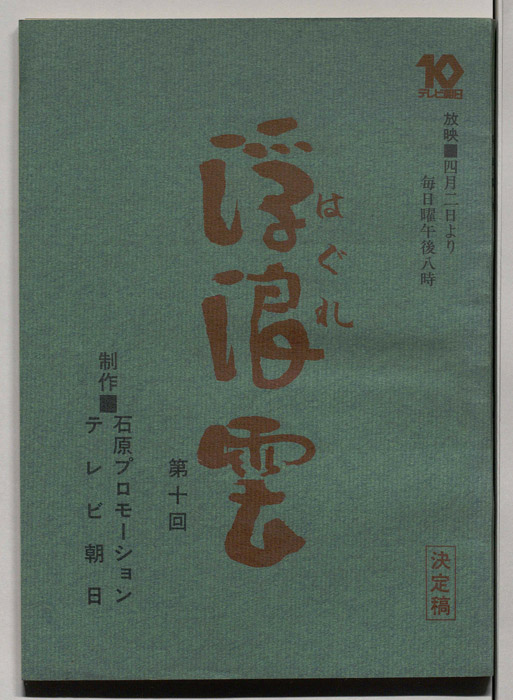 10
テレビ朝日
放映■四月二日より
毎日曜午後八時
浮浪雲
はぐれ
第十回
制作■石原プロモーション
テレビ朝日
決定稿